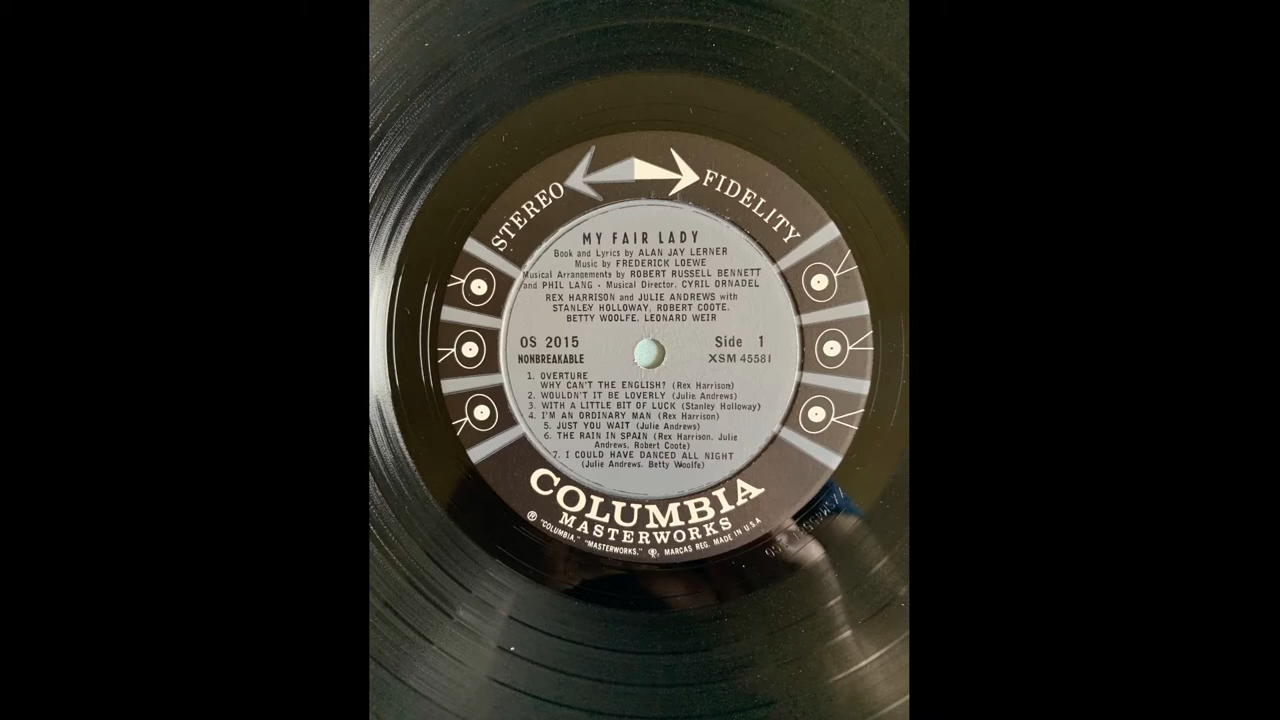 STEREO FIDELITY
MY FAIR LADY
Book and Lyrics by ALAN JAY LERNER
Music by FREDERICK LOEWE
Musical Arrangements by ROBERT RUSSELL BENNETT
and PHIL LANG · Musical Director, CYRIL ORNADEL
REX HARRISON and JULIE ANDREWS with
STANLEY HOLLOWAY, ROBERT COOTE,
BETTY WOOLFE, LEONARD WEIR
OS 2015 Side 1
NONBREAKABLE XSM 45581
1. OVERTURE
WHY CAN'T THE ENGLISH? (Rex Harrison)
2. WOULDN'T IT BE LOVERLY (Julie Andrews)
3. WITH A LITTLE BIT OF LUCK (Stanley Holloway)
4. I'M AN ORDINARY MAN (Rex Harrison)
5. JUST YOU WAIT (Julie Andrews)
6. THE RAIN IN SPAIN (Rex Harrison, Julie
Andrews, Robert Coote)
7. I COULD HAVE DANCED ALL NIGHT
(Julie Andrews, Betty Woolfe)
COLUMBIA
MASTERWORKS
® "COLUMBIA," "MASTERWORKS," ®, MARCAS REG. MADE IN U.S.A